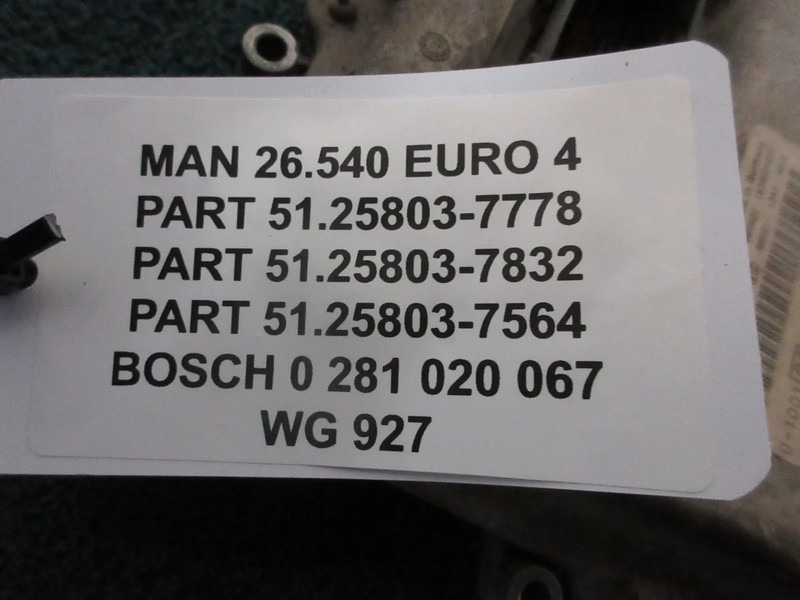 MAN 26.540 EURO 4
PART 51.25803-7778
PART 51.25803-7832
PART 51.25803-7564
BOSCH 0 281 020 067
WG 927